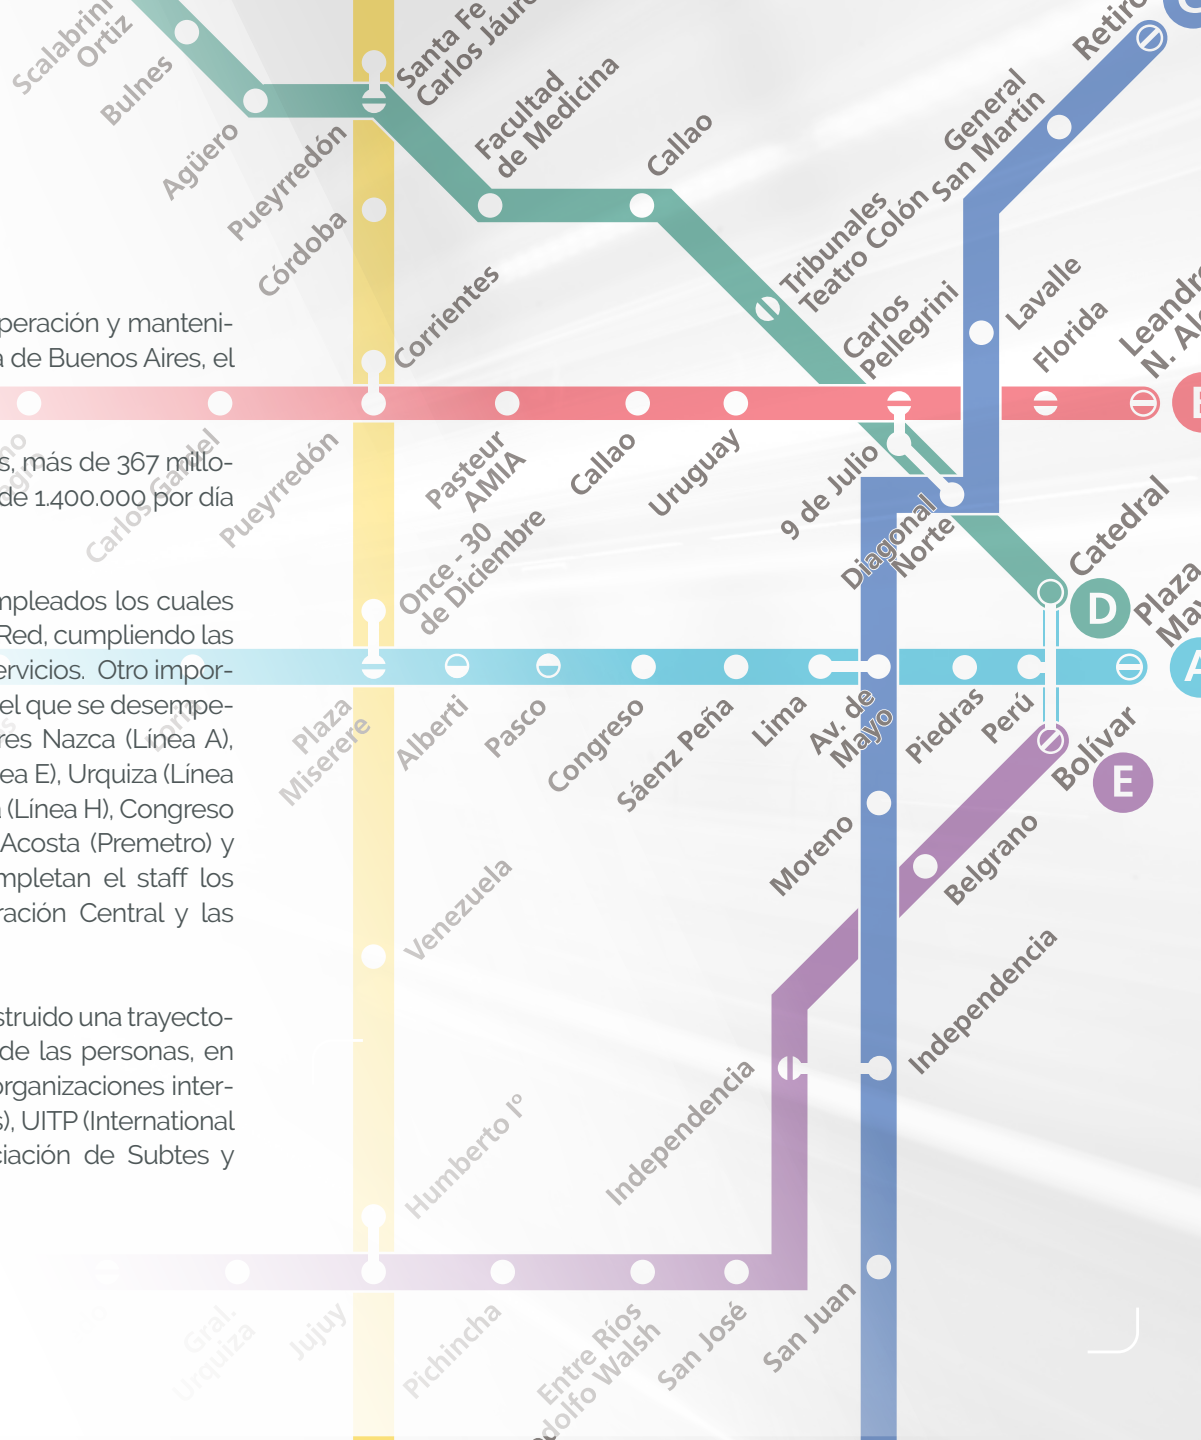 Scalabrini
Ortiz
Bulnes
Agüero
Pueyrredón
Santa Fe
Carlos Jáure
Facultad
de Medicina
Callao
Córdoba
Corrientes
Tribunales
Teatro Colón
Carlos
Pellegrini
General
San Martín
Retiro
C
Lavalle
Florida
Leandro
N. Ale
peración y manteni-
a de Buenos Aires, el
Carlos Gardel
Pueyrredón
Pasteur
AMIA
Callao
Uruguay
9 de Julio
Diagonal
Norte
Catedral
D
s, más de 367 millo-
de 1.400.000 por día
Once - 30
de Diciembre
mpleados los cuales
Red, cumpliendo las
ervicios. Otro impor-
el que se desempe-
res Nazca (Línea A),
ea E), Urquiza (Línea
a (Línea H), Congreso
Acosta (Premetro) y
mpletan el staff los
ración Central y las
Plaza
Miserere
Alberti
Pasco
Congreso
Sáenz Peña
Lima
Av. de
Mayo
Piedras
Perú
Plaza
May
A
Bolívar
E
Moreno
Belgrano
Venezuela
Independencia
Independencia
struido una trayecto-
de las personas, en
organizaciones inter-
s), UITP (International
ciación de Subtes y
Humberto Iº
Gral.
Urquiza
Jujuy
Pichincha
Entre Ríos
dolfo Walsh
San José
San Juan